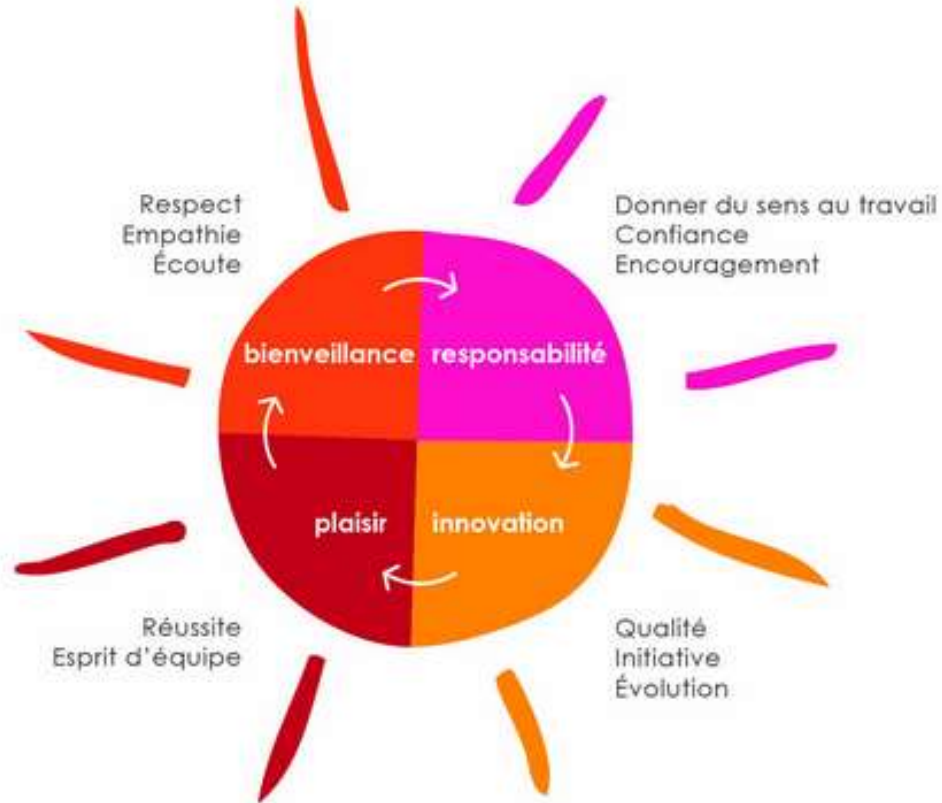 Respect
Empathie
Écoute
Donner du sens au travail
Confiance
Encouragement
bienveillance
responsabilité
plaisir
innovation
Réussite
Esprit d'équipe
Qualité
Initiative
Évolution